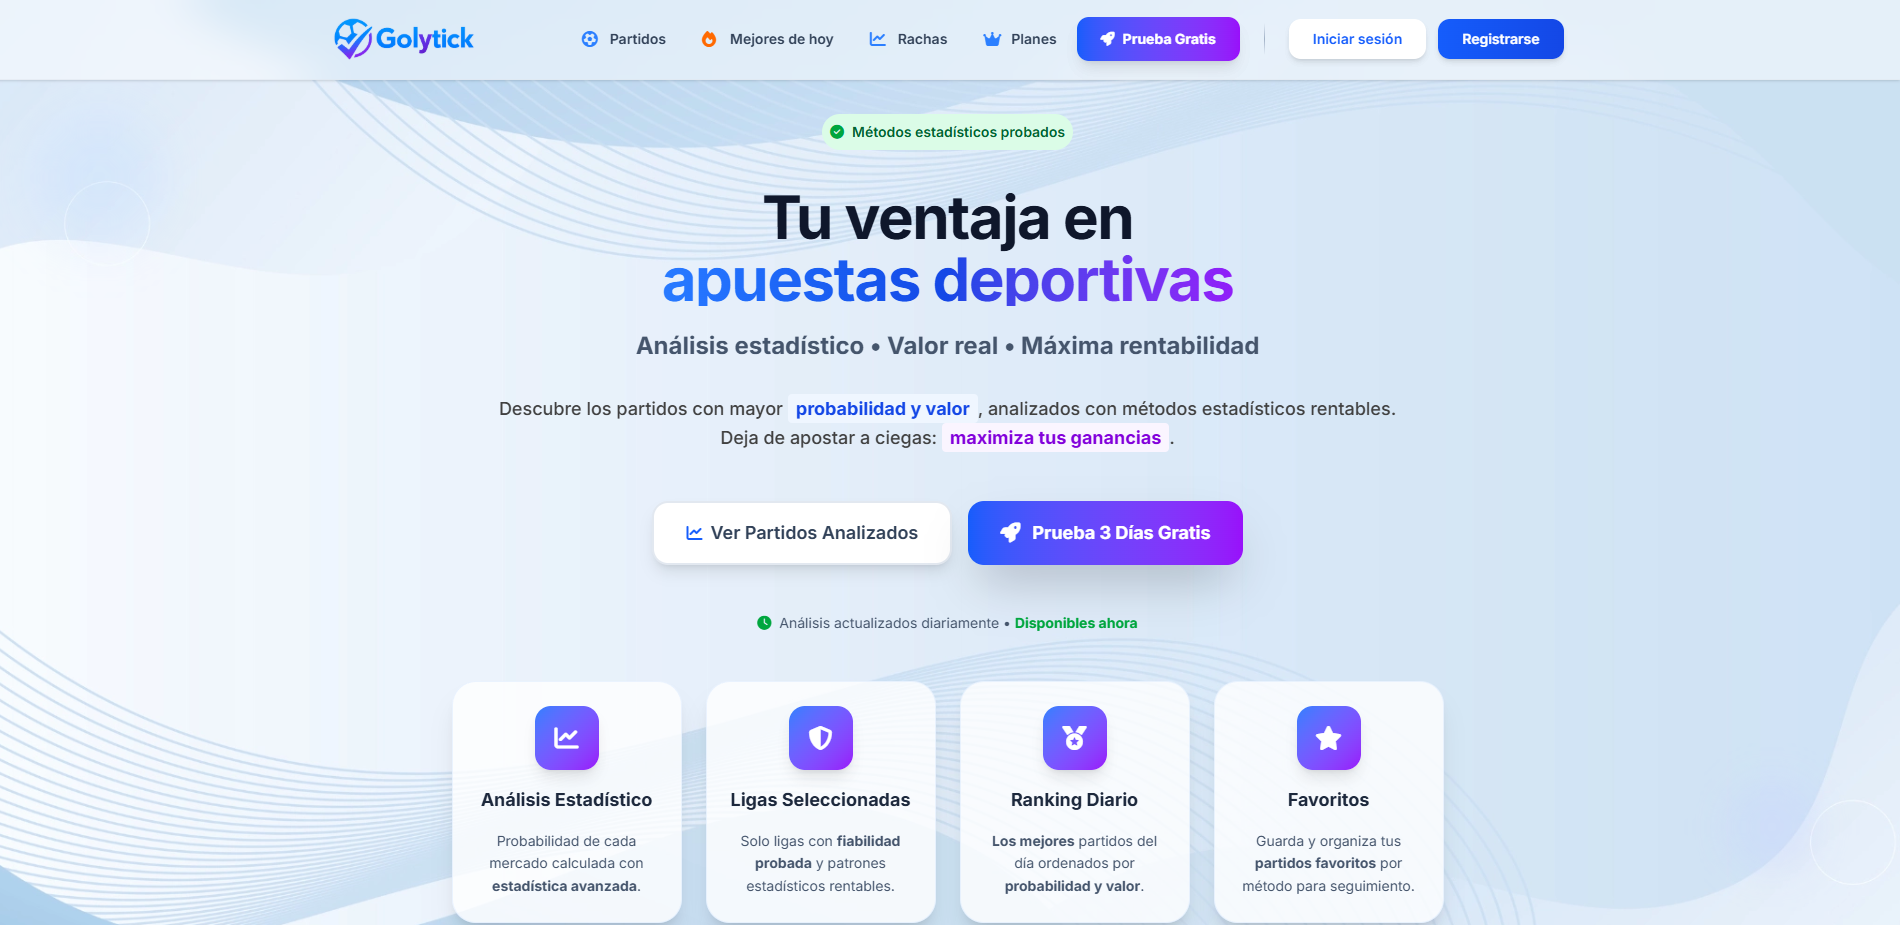 Golytick
Partidos
Mejores de hoy
Rachas
Planes
Prueba Gratis
Iniciar sesión
Registrarse
Métodos estadísticos probados
Tu ventaja en
apuestas deportivas
Análisis estadístico • Valor real • Máxima rentabilidad
Descubre los partidos con mayor probabilidad y valor , analizados con métodos estadísticos rentables.
Deja de apostar a ciegas: maximiza tus ganancias .
Ver Partidos Analizados
Prueba 3 Días Gratis
Análisis actualizados diariamente • Disponibles ahora
Análisis Estadístico
Probabilidad de cada
mercado calculada con
estadística avanzada.
Ligas Seleccionadas
Solo ligas con fiabilidad
probada y patrones
estadísticos rentables.
Ranking Diario
Los mejores partidos del
día ordenados por
probabilidad y valor.
Favoritos
Guarda y organiza tus
partidos favoritos por
método para seguimiento.